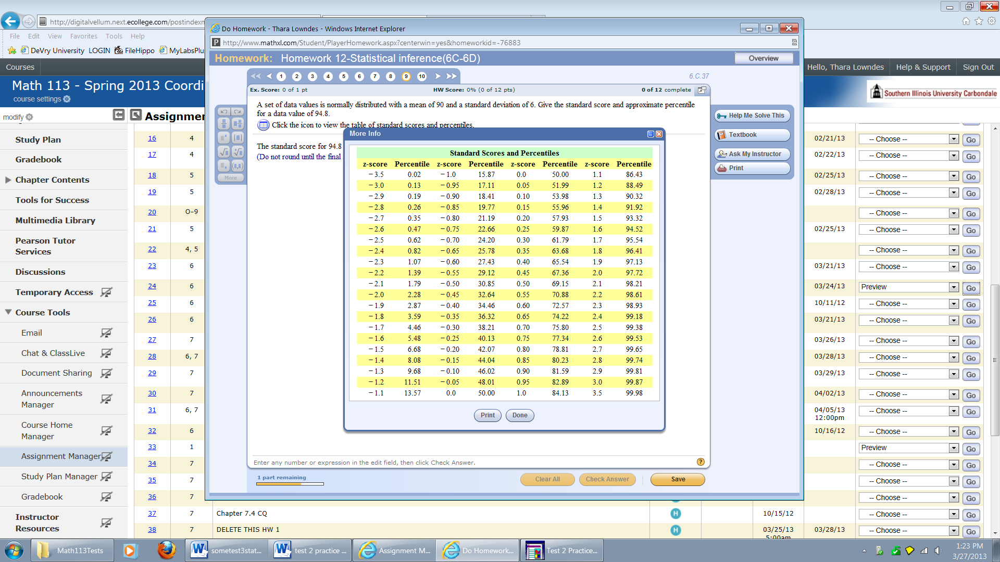 http://digitalvellum.next.ecollege.com/postindexn
File Edit View Favorites Tools Help
DeVry University LOGIN FileHippo MyLabsPlu
Courses
Hello, Thara Lowndes Help & Support Sign Out
Math 113 - Spring 2013 Coordi
course settings
Southern Illinois University Carbondale
modify
Assignmen
Study Plan
Gradebook
Chapter Contents
Tools for Success
Multimedia Library
Pearson Tutor
Services
Discussions
Temporary Access
Course Tools
Email
Chat & ClassLive
Document Sharing
Announcements
Manager
Course Home
Manager
Assignment Manager
Study Plan Manager
Gradebook
Instructor
Resources
16 4
17 4
18 5
19 5
20 O-9
21 5
22 4, 5
23 6
24 6
25 6
26 6
27 7
28 6, 7
29 7
30 7
31 6, 7
32 6
33 1
34 7
35 7
36 7
37 7 Chapter 7.4 CQ H 10/15/12 -- Choose -- Go
38 7 DELETE THIS HW 1 H 03/25/13 03/28/13 -- Choose -- Go
5:00am
Do Homework - Thara Lowndes - Windows Internet Explorer
P http://www.mathxl.com/Student/PlayerHomework.aspx?centerwin=yes&homeworkid=-76883
Homework: Homework 12-Statistical inference(6C-6D)
Overview
1 2 3 4 5 6 7 8 9 10
6.C.37
Ex. Score: 0 of 1 pt HW Score: 0% (0 of 12 pts) 0 of 12 complete
A set of data values is normally distributed with a mean of 90 and a standard deviation of 6. Give the standard score and approximate percentile
for a data value of 94.8.
Click the icon to view the table of standard scores and percentiles.
The standard score for 94.8
(Do not round until the final
More
Help Me Solve This
Textbook
Ask My Instructor
Print
More Info
Standard Scores and Percentiles
z-score Percentile z-score Percentile z-score Percentile z-score Percentile
−3.5 0.02 −1.0 15.87 0.0 50.00 1.1 86.43
−3.0 0.13 −0.95 17.11 0.05 51.99 1.2 88.49
−2.9 0.19 −0.90 18.41 0.10 53.98 1.3 90.32
−2.8 0.26 −0.85 19.77 0.15 55.96 1.4 91.92
−2.7 0.35 −0.80 21.19 0.20 57.93 1.5 93.32
−2.6 0.47 −0.75 22.66 0.25 59.87 1.6 94.52
−2.5 0.62 −0.70 24.20 0.30 61.79 1.7 95.54
−2.4 0.82 −0.65 25.78 0.35 63.68 1.8 96.41
−2.3 1.07 −0.60 27.43 0.40 65.54 1.9 97.13
−2.2 1.39 −0.55 29.12 0.45 67.36 2.0 97.72
−2.1 1.79 −0.50 30.85 0.50 69.15 2.1 98.21
−2.0 2.28 −0.45 32.64 0.55 70.88 2.2 98.61
−1.9 2.87 −0.40 34.46 0.60 72.57 2.3 98.93
−1.8 3.59 −0.35 36.32 0.65 74.22 2.4 99.18
−1.7 4.46 −0.30 38.21 0.70 75.80 2.5 99.38
−1.6 5.48 −0.25 40.13 0.75 77.34 2.6 99.53
−1.5 6.68 −0.20 42.07 0.80 78.81 2.7 99.65
−1.4 8.08 −0.15 44.04 0.85 80.23 2.8 99.74
−1.3 9.68 −0.10 46.02 0.90 81.59 2.9 99.81
−1.2 11.51 −0.05 48.01 0.95 82.89 3.0 99.87
−1.1 13.57 0.0 50.00 1.0 84.13 3.5 99.98
Print Done
Enter any number or expression in the edit field, then click Check Answer. ?
1 part remaining
Clear All Check Answer Save
02/21/13 -- Choose -- Go
02/22/13 -- Choose -- Go
02/25/13 -- Choose -- Go
02/28/13 -- Choose -- Go
-- Choose -- Go
02/25/13 -- Choose -- Go
-- Choose -- Go
03/21/13 -- Choose -- Go
03/24/13 Preview Go
10/11/12 -- Choose -- Go
03/21/13 -- Choose -- Go
03/26/13 -- Choose -- Go
03/28/13 -- Choose -- Go
03/29/13 -- Choose -- Go
04/02/13 -- Choose -- Go
04/05/13 -- Choose -- Go
12:00pm
10/16/12 -- Choose -- Go
Preview Go
-- Choose -- Go
-- Choose -- Go
-- Choose -- Go
Math113Tests
sometest3stat...
test 2 practice ...
Assignment M...
Do Homework...
Test 2 Practice...
1:23 PM
3/27/2013